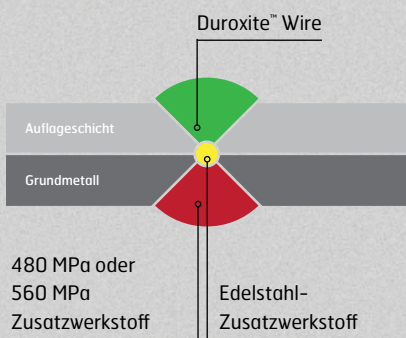 Duroxite™ Wire
Auflageschicht
Grundmetall
480 MPa oder
560 MPa
Zusatzwerkstoff
Edelstahl-
Zusatzwerkstoff